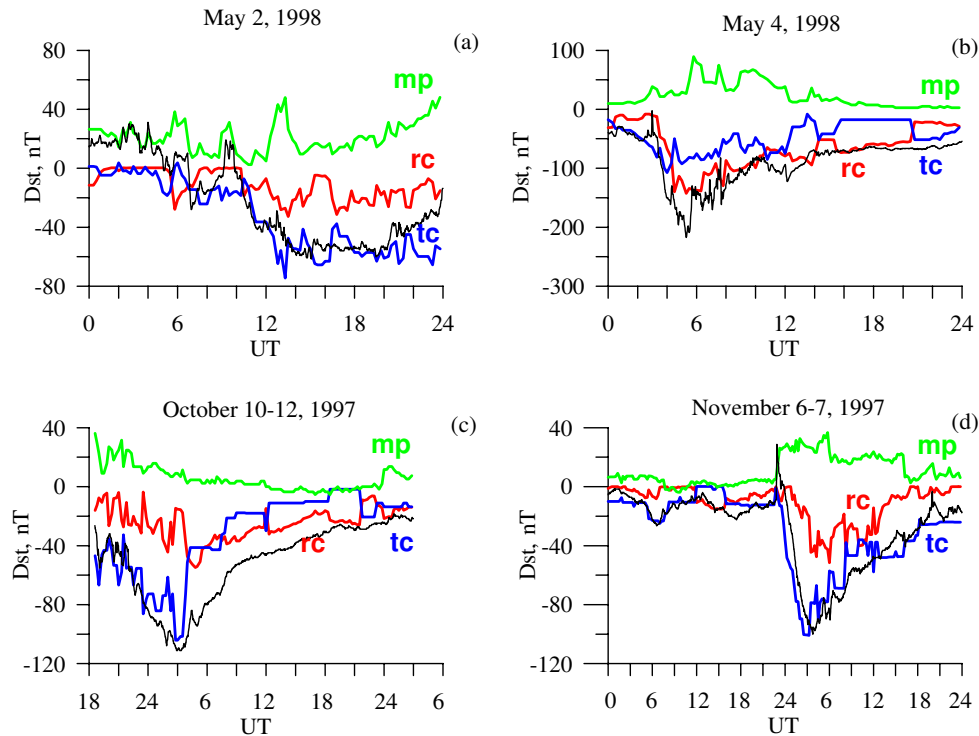 May 2, 1998
(a)
80
40
0
-40
-80
Dst, nT
mp
rc
tc
0 6 12 18 24
UT
May 4, 1998
(b)
100
0
-100
-200
-300
Dst, nT
mp
rc
tc
0 6 12 18 24
UT
October 10-12, 1997
(c)
40
0
-40
-80
-120
Dst, nT
mp
rc
tc
18 24 6 12 18 24 6
UT
November 6-7, 1997
(d)
40
0
-40
-80
-120
Dst, nT
mp
rc
tc
0 6 12 18 24 6 12 18 24
UT